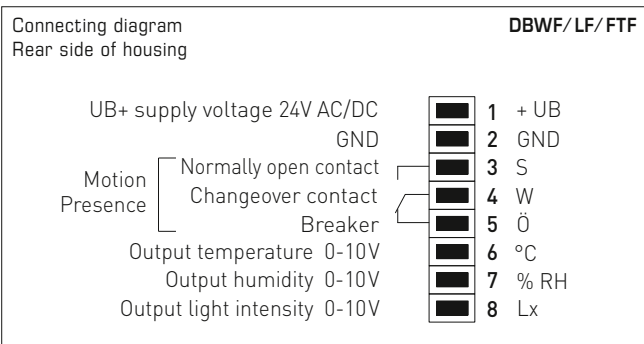 Connecting diagram DBWF/LF/FTF
Rear side of housing
UB+ supply voltage 24V AC/DC 1 + UB
GND 2 GND
Normally open contact 3 S
Motion
Changeover contact 4 W
Presence
Breaker 5 Ö
Output temperature 0-10V 6 °C
Output humidity 0-10V 7 % RH
Output light intensity 0-10V 8 Lx